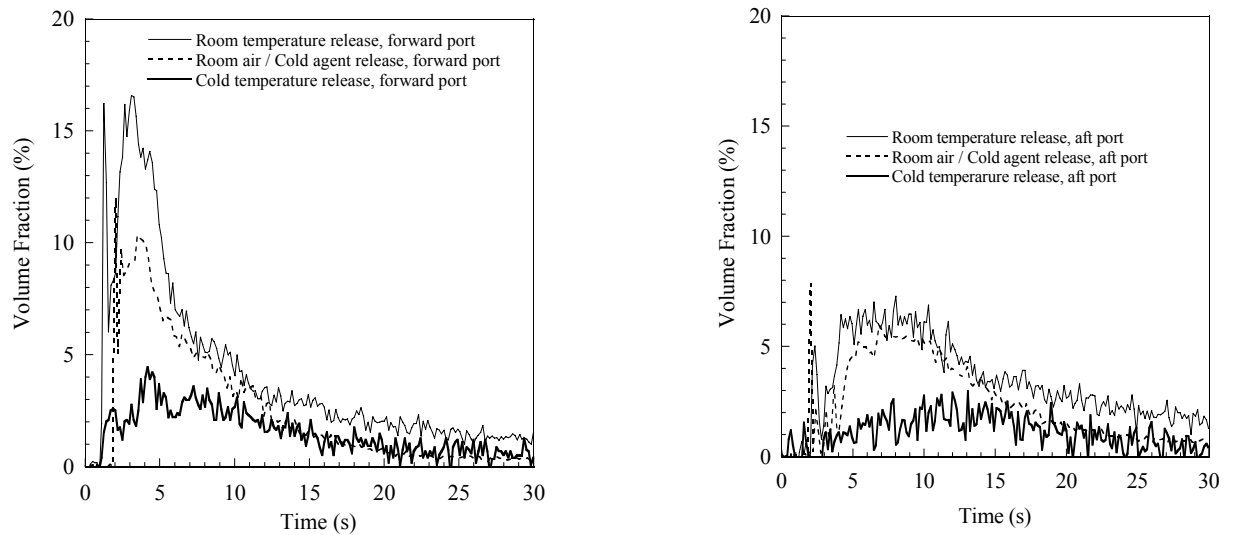 20
15
10
5
0
0
5
10
15
20
25
30
Volume Fraction (%)
Time (s)
Room temperature release, forward port
Room air / Cold agent release, forward port
Cold temperature release, forward port
20
15
10
5
0
0
5
10
15
20
25
30
Volume Fraction (%)
Time (s)
Room temperature release, aft port
Room air / Cold agent release, aft port
Cold temperarure release, aft port